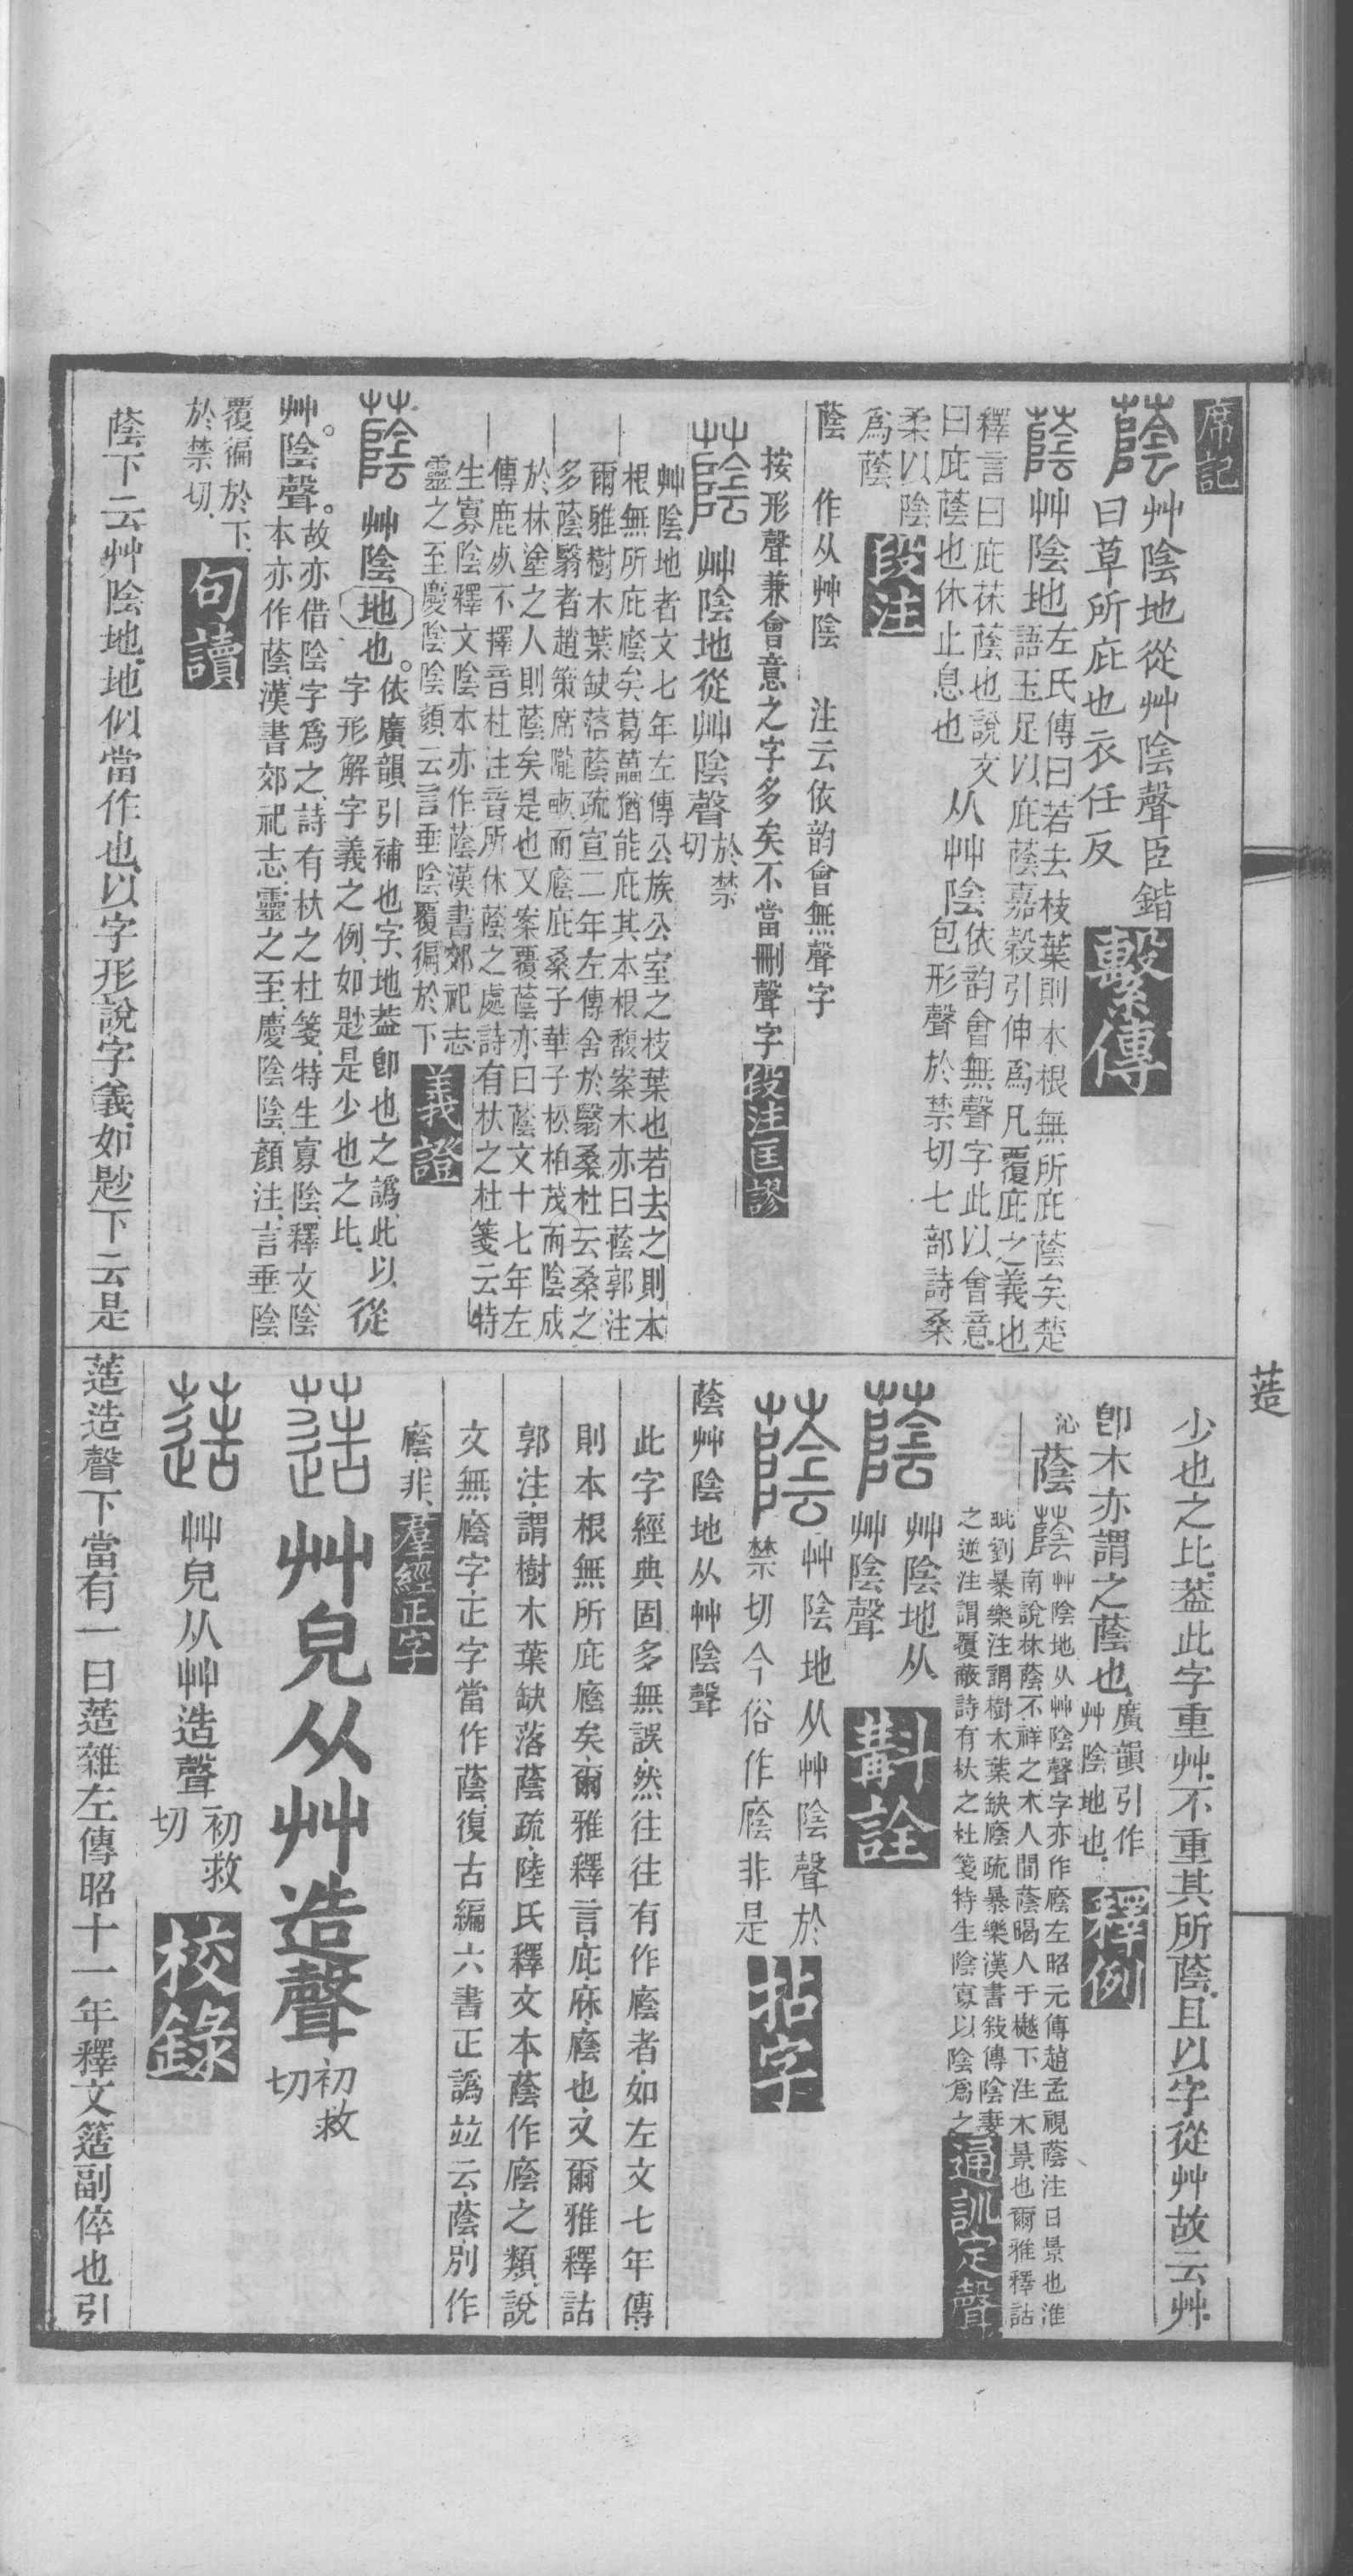 席記
蔭艸陰地從艸陰聲臣鍇
曰草所庇也衣任反繫傳
蔭艸陰地左氏傳曰若去枝葉則本根無所庇蔭矣楚
語玉足以庇蔭嘉穀引伸爲凡覆庇之義也
釋言曰庇茠蔭也說文
曰庇蔭也休止息也从艸陰依韵會無聲字此以會意
包形聲於禁切七部詩桑
柔以陰
爲蔭段注
蔭 作从艸陰 注云依韵會無聲字
按形聲兼會意之字多矣不當刪聲字段注匡謬
蔭艸陰地從艸陰聲於禁
切
艸陰地者文七年左傳公族公室之枝葉也若去之則本
根無所庇廕矣葛藟猶能庇其本根馥案木亦曰蔭郭注
爾雅樹木葉缺落蔭疏宣二年左傳舍於翳桑杜云桑之
多蔭翳者趙策席隴畝而廕庇桑子華子松柏茂而陰成
於林塗之人則蔭矣是也又案覆蔭亦曰蔭文十七年左
傳鹿死不擇音杜注音所休蔭之處詩有杕之杜箋云特
生寡陰釋文陰本亦作蔭漢書郊祀志
靈之至慶陰陰顔云言垂陰覆徧於下義證
蔭艸陰地也。依廣韻引補也字、地葢卽也之譌、此以從
字形解字義之例、如尟是少也之比、
艸。陰聲。故亦借陰字爲之、詩有杕之杜箋、特生寡陰、釋文陰
本亦作蔭、漢書郊祀志、靈之至、慶陰陰、顔注、言垂陰
覆徧於下、
於禁切、句讀
蔭下云艸陰地、地似當作也、以字形說字義、如尟下云是
少也之比、葢此字重艸、不重其所蔭、且以字從艸故云艸
卽木亦謂之蔭也、廣韻引作
艸陰地也、釋例
沁蔭蔭艸陰地从艸陰聲字亦作廕左昭元傳趙孟視蔭注日景也淮
南說林蔭不祥之木人間蔭暍人于樾下注木景也爾雅釋詁
毗劉暴樂注謂樹木葉缺廕疏暴樂漢書敍傳陰妻
之逆注謂覆蔽詩有杕之杜箋特生陰寡以陰爲之通訓定聲
蔭艸陰地从
艸陰聲斠詮
蔭艸陰地从艸陰聲於
禁切今俗作廕非是拈字
蔭艸陰地从艸陰聲
此字經典固多無誤、然往往有作廕者、如左文七年傳、
則本根無所庇廕矣、爾雅釋言、庇庥、廕也、又爾雅釋詁
郭注、謂樹木葉缺落蔭疏、陸氏釋文本蔭作廕之類、說
文無廕字、正字當作蔭、復古編六書正譌竝云、蔭、別作
廕、非、羣經正字
蓶艸皃从艸造聲初救
切
蓶艸皃从艸造聲初救
切校錄
蓶造聲下當有一曰蓶雜左傳昭十一年釋文簉副倅也引
蓶